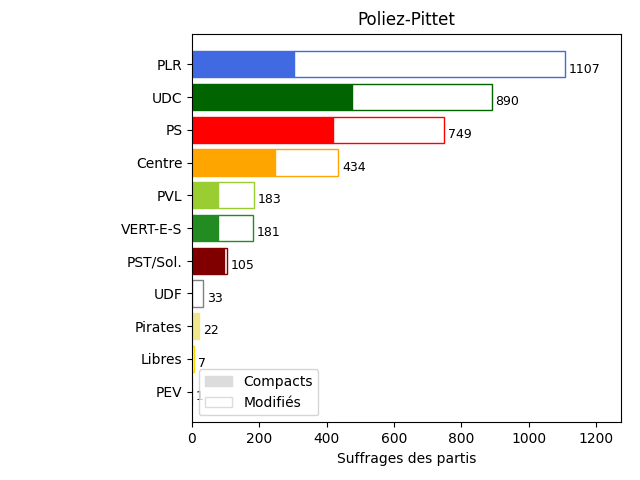 Poliez-Pittet
PLR 1107
UDC 890
PS 749
Centre 434
PVL 183
VERT-E-S 181
PST/Sol. 105
UDF 33
Pirates 22
Libres 7
PEV
Compacts
Modifiés
0 200 400 600 800 1000 1200
Suffrages des partis